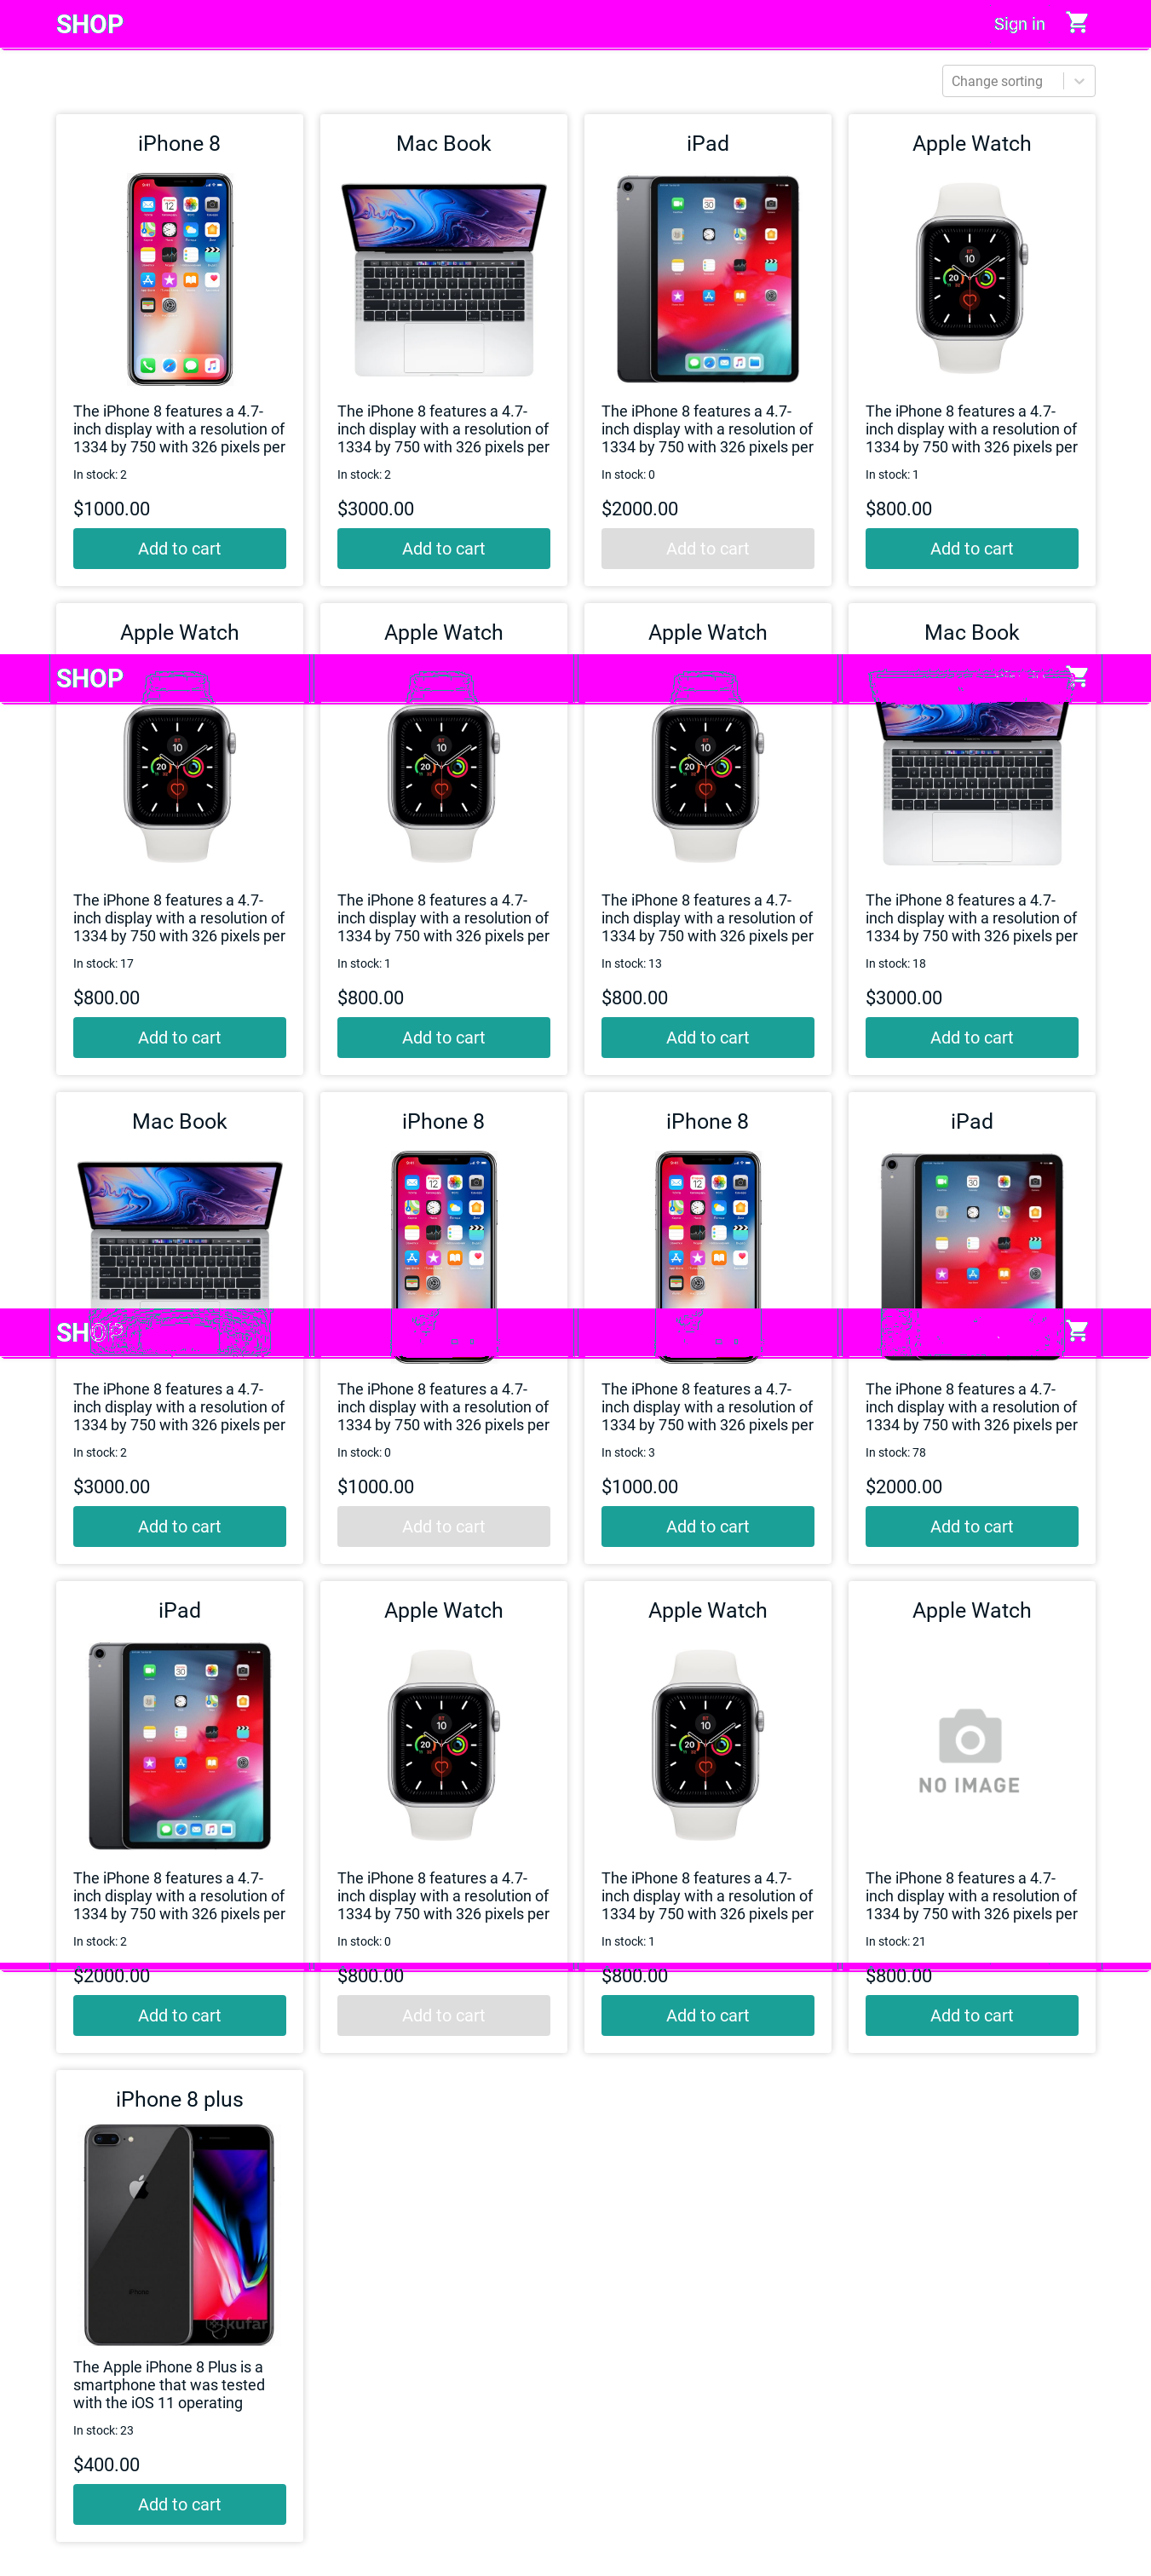 SHOP
Sign in
Change sorting
iPhone 8
Mac Book
iPad
Apple Watch
The iPhone 8 features a 4.7-
inch display with a resolution of
1334 by 750 with 326 pixels per
In stock: 2
$1000.00
Add to cart
The iPhone 8 features a 4.7-
inch display with a resolution of
1334 by 750 with 326 pixels per
In stock: 2
$3000.00
Add to cart
The iPhone 8 features a 4.7-
inch display with a resolution of
1334 by 750 with 326 pixels per
In stock: 0
$2000.00
Add to cart
The iPhone 8 features a 4.7-
inch display with a resolution of
1334 by 750 with 326 pixels per
In stock: 1
$800.00
Add to cart
Apple Watch
Apple Watch
Apple Watch
Mac Book
SHOP
The iPhone 8 features a 4.7-
inch display with a resolution of
1334 by 750 with 326 pixels per
In stock: 17
$800.00
Add to cart
The iPhone 8 features a 4.7-
inch display with a resolution of
1334 by 750 with 326 pixels per
In stock: 1
$800.00
Add to cart
The iPhone 8 features a 4.7-
inch display with a resolution of
1334 by 750 with 326 pixels per
In stock: 13
$800.00
Add to cart
The iPhone 8 features a 4.7-
inch display with a resolution of
1334 by 750 with 326 pixels per
In stock: 18
$3000.00
Add to cart
Mac Book
iPhone 8
iPhone 8
iPad
SHOP
The iPhone 8 features a 4.7-
inch display with a resolution of
1334 by 750 with 326 pixels per
In stock: 2
$3000.00
Add to cart
The iPhone 8 features a 4.7-
inch display with a resolution of
1334 by 750 with 326 pixels per
In stock: 0
$1000.00
Add to cart
The iPhone 8 features a 4.7-
inch display with a resolution of
1334 by 750 with 326 pixels per
In stock: 3
$1000.00
Add to cart
The iPhone 8 features a 4.7-
inch display with a resolution of
1334 by 750 with 326 pixels per
In stock: 78
$2000.00
Add to cart
iPad
Apple Watch
Apple Watch
Apple Watch
NO IMAGE
The iPhone 8 features a 4.7-
inch display with a resolution of
1334 by 750 with 326 pixels per
In stock: 2
$2000.00
Add to cart
The iPhone 8 features a 4.7-
inch display with a resolution of
1334 by 750 with 326 pixels per
In stock: 0
$800.00
Add to cart
The iPhone 8 features a 4.7-
inch display with a resolution of
1334 by 750 with 326 pixels per
In stock: 1
$800.00
Add to cart
The iPhone 8 features a 4.7-
inch display with a resolution of
1334 by 750 with 326 pixels per
In stock: 21
$800.00
Add to cart
iPhone 8 plus
iPhone
kufar
The Apple iPhone 8 Plus is a
smartphone that was tested
with the iOS 11 operating
In stock: 23
$400.00
Add to cart